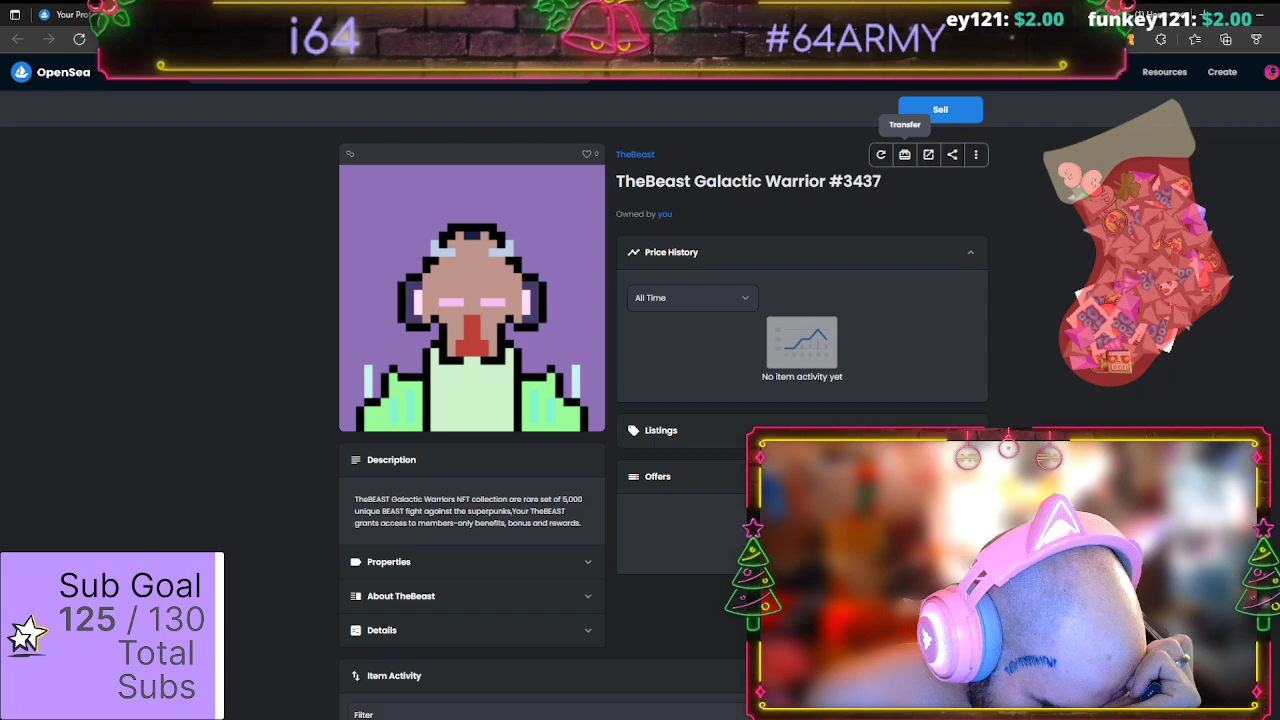 Your Pro
i64
#64ARMY
ey121: $2.00
funkey121: $2.00
OpenSea
Resources
Create
Sell
Transfer
0
TheBeast
TheBeast Galactic Warrior #3437
Owned by you
Price History
All Time
No item activity yet
Listings
Offers
Description
TheBEAST Galactic Warriors NFT collection are rare set of 5,000
unique BEAST fight against the superpunks,Your TheBEAST
grants access to members-only benefits, bonus and rewards.
Properties
About TheBeast
Details
Item Activity
Filter
Sub Goal
125 / 130
Total
Subs